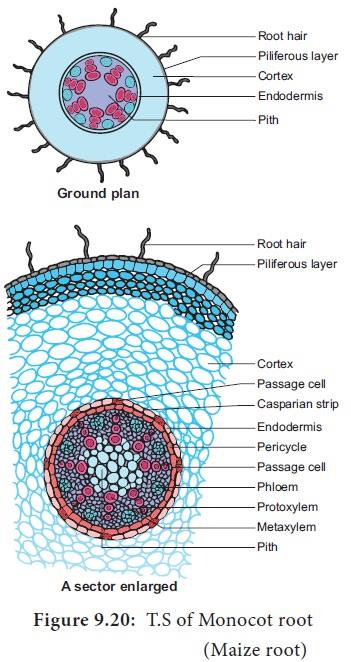 Root hair
Piliferous layer
Cortex
Endodermis
Pith
Ground plan
Root hair
Piliferous layer
Cortex
Passage cell
Casparian strip
Endodermis
Pericycle
Passage cell
Phloem
Protoxylem
Metaxylem
Pith
A sector enlarged
Figure 9.20: T.S of Monocot root
(Maize root)